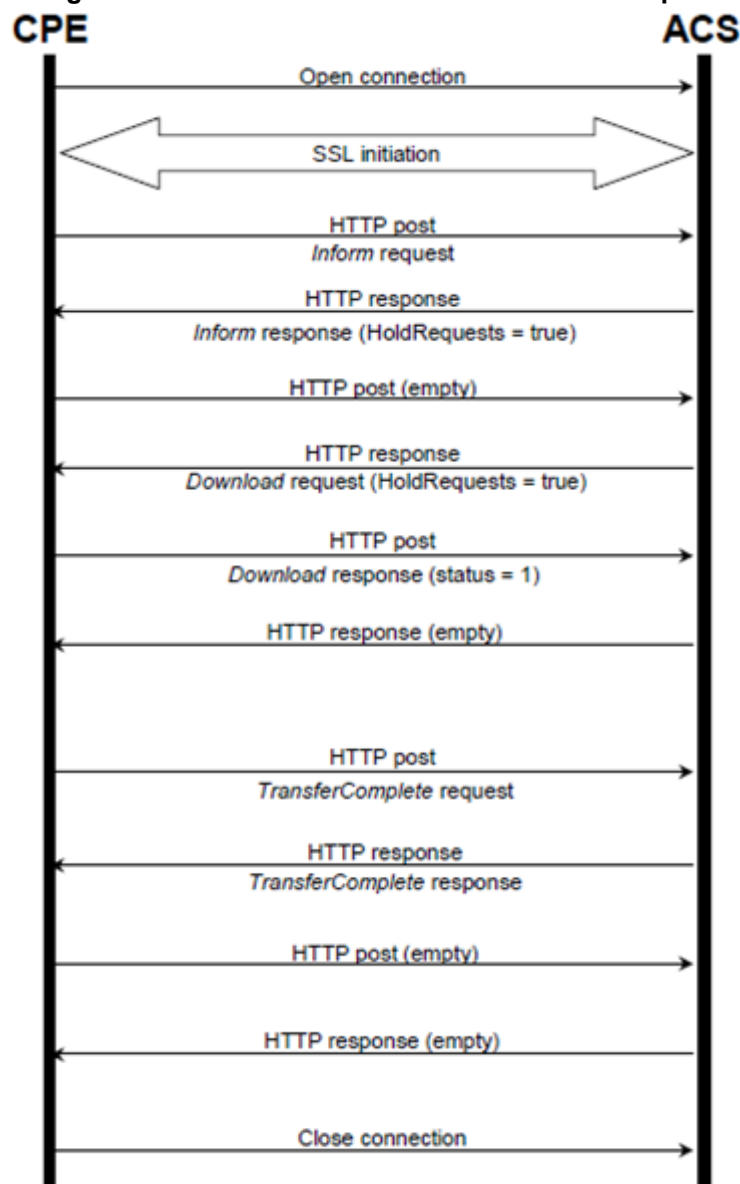 CPE ACS
Open connection
SSL initiation
HTTP post
Inform request
HTTP response
Inform response (HoldRequests = true)
HTTP post (empty)
HTTP response
Download request (HoldRequests = true)
HTTP post
Download response (status = 1)
HTTP response (empty)
HTTP post
TransferComplete request
HTTP response
TransferComplete response
HTTP post (empty)
HTTP response (empty)
Close connection